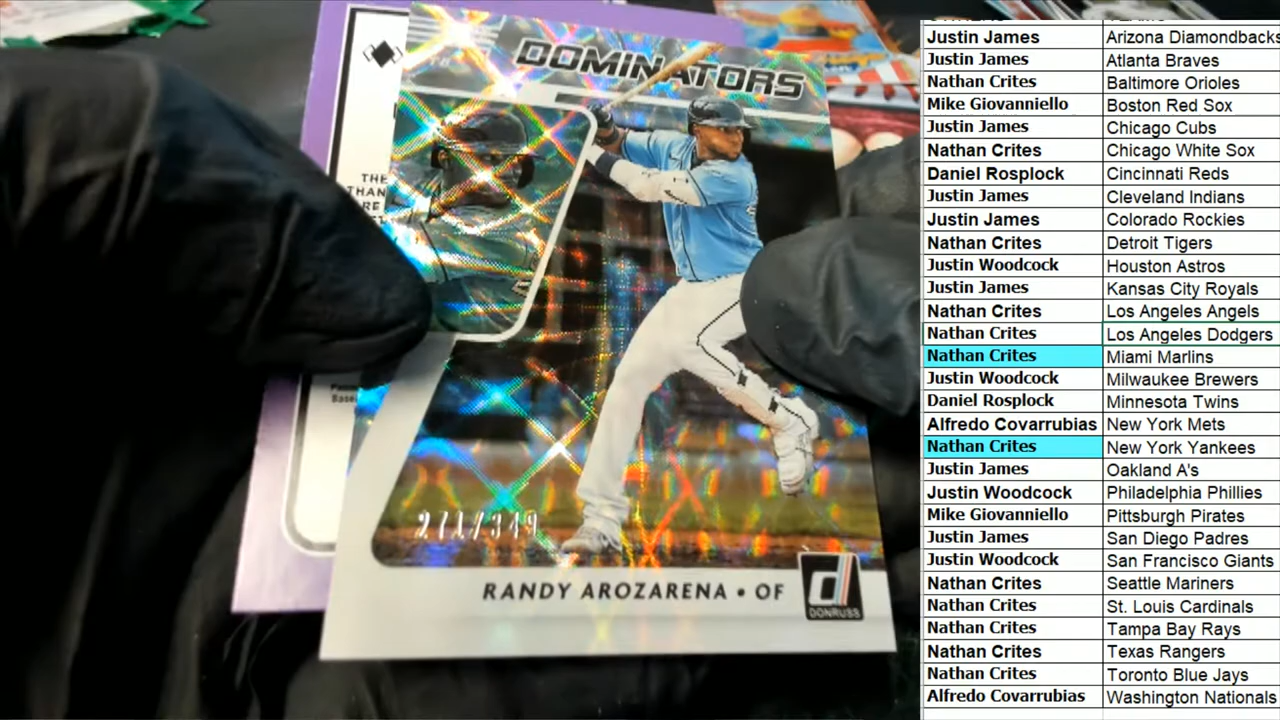 DOMINATORS
THE
THAN
RE
271/349
RANDY AROZARENA • OF
DONRUSS
Justin James Arizona Diamondbacks
Justin James Atlanta Braves
Nathan Crites Baltimore Orioles
Mike Giovanniello Boston Red Sox
Justin James Chicago Cubs
Nathan Crites Chicago White Sox
Daniel Rosplock Cincinnati Reds
Justin James Cleveland Indians
Justin James Colorado Rockies
Nathan Crites Detroit Tigers
Justin Woodcock Houston Astros
Justin James Kansas City Royals
Nathan Crites Los Angeles Angels
Nathan Crites Los Angeles Dodgers
Nathan Crites Miami Marlins
Justin Woodcock Milwaukee Brewers
Daniel Rosplock Minnesota Twins
Alfredo Covarrubias New York Mets
Nathan Crites New York Yankees
Justin James Oakland A's
Justin Woodcock Philadelphia Phillies
Mike Giovanniello Pittsburgh Pirates
Justin James San Diego Padres
Justin Woodcock San Francisco Giants
Nathan Crites Seattle Mariners
Nathan Crites St. Louis Cardinals
Nathan Crites Tampa Bay Rays
Nathan Crites Texas Rangers
Nathan Crites Toronto Blue Jays
Alfredo Covarrubias Washington Nationals